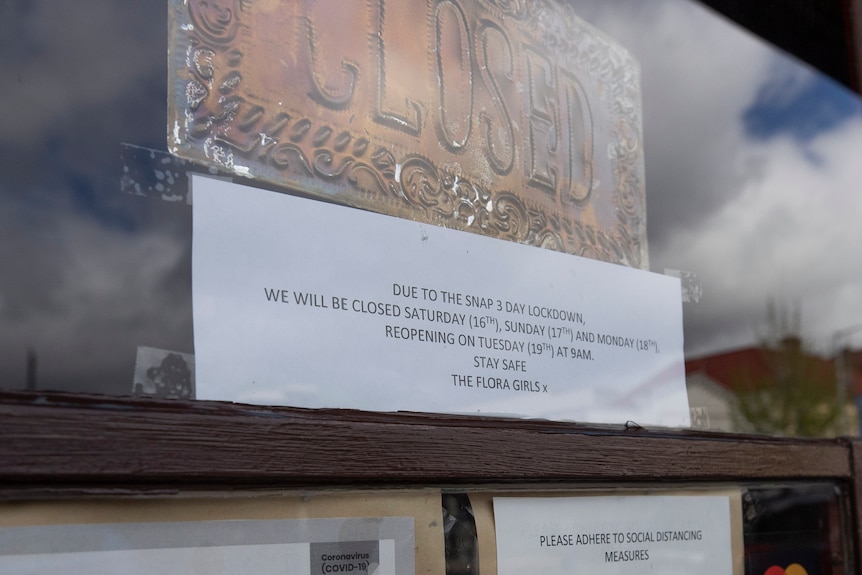 CLOSED
DUE TO THE SNAP 3 DAY LOCKDOWN,
WE WILL BE CLOSED SATURDAY (16TH), SUNDAY (17TH) AND MONDAY (18TH).
REOPENING ON TUESDAY (19TH) AT 9AM.
STAY SAFE
THE FLORA GIRLS x
Coronavirus
(COVID-19)
PLEASE ADHERE TO SOCIAL DISTANCING
MEASURES